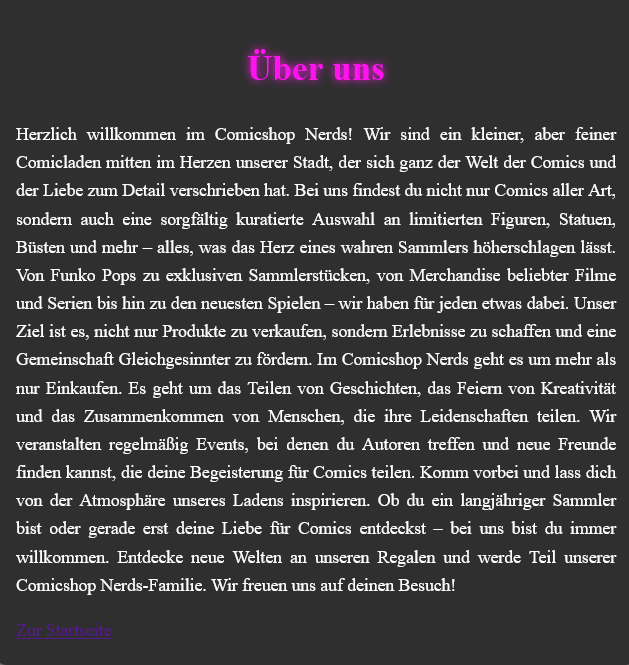 Über uns
Herzlich willkommen im Comicshop Nerds! Wir sind ein kleiner, aber feiner
Comicladen mitten im Herzen unserer Stadt, der sich ganz der Welt der Comics und
der Liebe zum Detail verschrieben hat. Bei uns findest du nicht nur Comics aller Art,
sondern auch eine sorgfältig kuratierte Auswahl an limitierten Figuren, Statuen,
Büsten und mehr – alles, was das Herz eines wahren Sammlers höherschlagen lässt.
Von Funko Pops zu exklusiven Sammlerstücken, von Merchandise beliebter Filme
und Serien bis hin zu den neuesten Spielen – wir haben für jeden etwas dabei. Unser
Ziel ist es, nicht nur Produkte zu verkaufen, sondern Erlebnisse zu schaffen und eine
Gemeinschaft Gleichgesinnter zu fördern. Im Comicshop Nerds geht es um mehr als
nur Einkaufen. Es geht um das Teilen von Geschichten, das Feiern von Kreativität
und das Zusammenkommen von Menschen, die ihre Leidenschaften teilen. Wir
veranstalten regelmäßig Events, bei denen du Autoren treffen und neue Freunde
finden kannst, die deine Begeisterung für Comics teilen. Komm vorbei und lass dich
von der Atmosphäre unseres Ladens inspirieren. Ob du ein langjähriger Sammler
bist oder gerade erst deine Liebe für Comics entdeckst – bei uns bist du immer
willkommen. Entdecke neue Welten an unseren Regalen und werde Teil unserer
Comicshop Nerds-Familie. Wir freuen uns auf deinen Besuch!
Zur Startseite